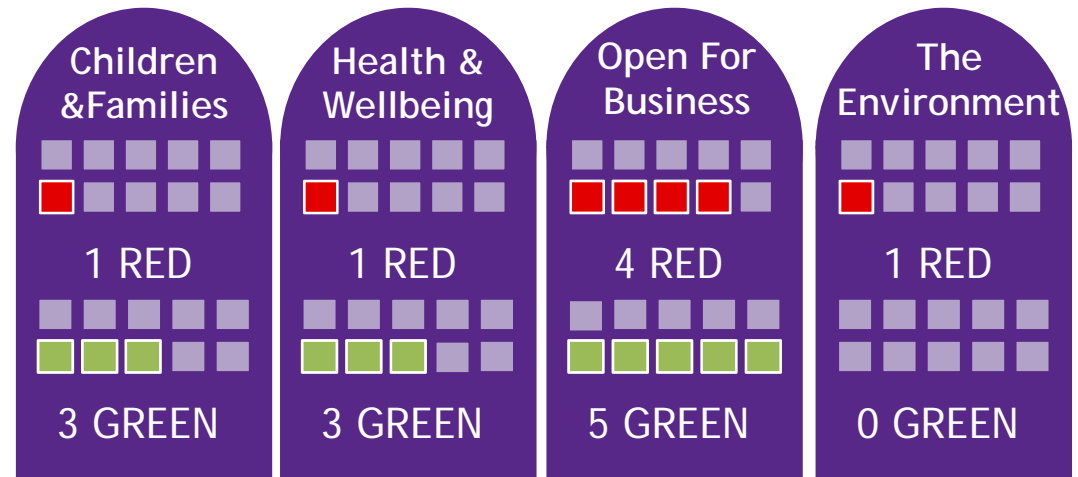 Children
&Families
1 RED
3 GREEN
Health &
Wellbeing
1 RED
3 GREEN
Open For
Business
4 RED
5 GREEN
The
Environment
1 RED
0 GREEN